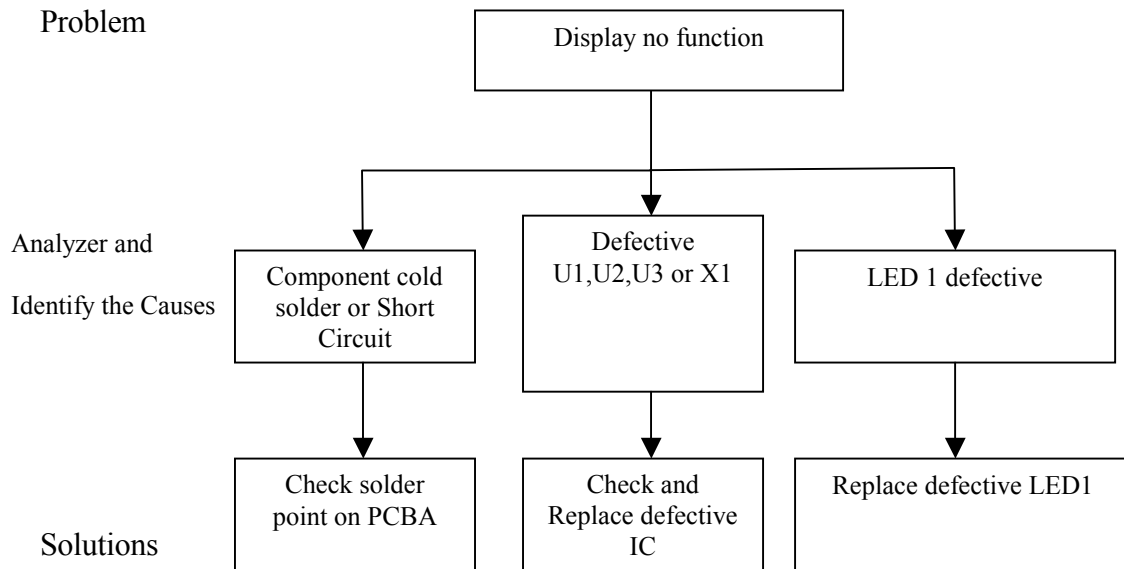 Problem
Display no function
Analyzer and
Identify the Causes
Component cold
solder or Short
Circuit
Defective
U1,U2,U3 or X1
LED 1 defective
Solutions
Check solder
point on PCBA
Check and
Replace defective
IC
Replace defective LED1